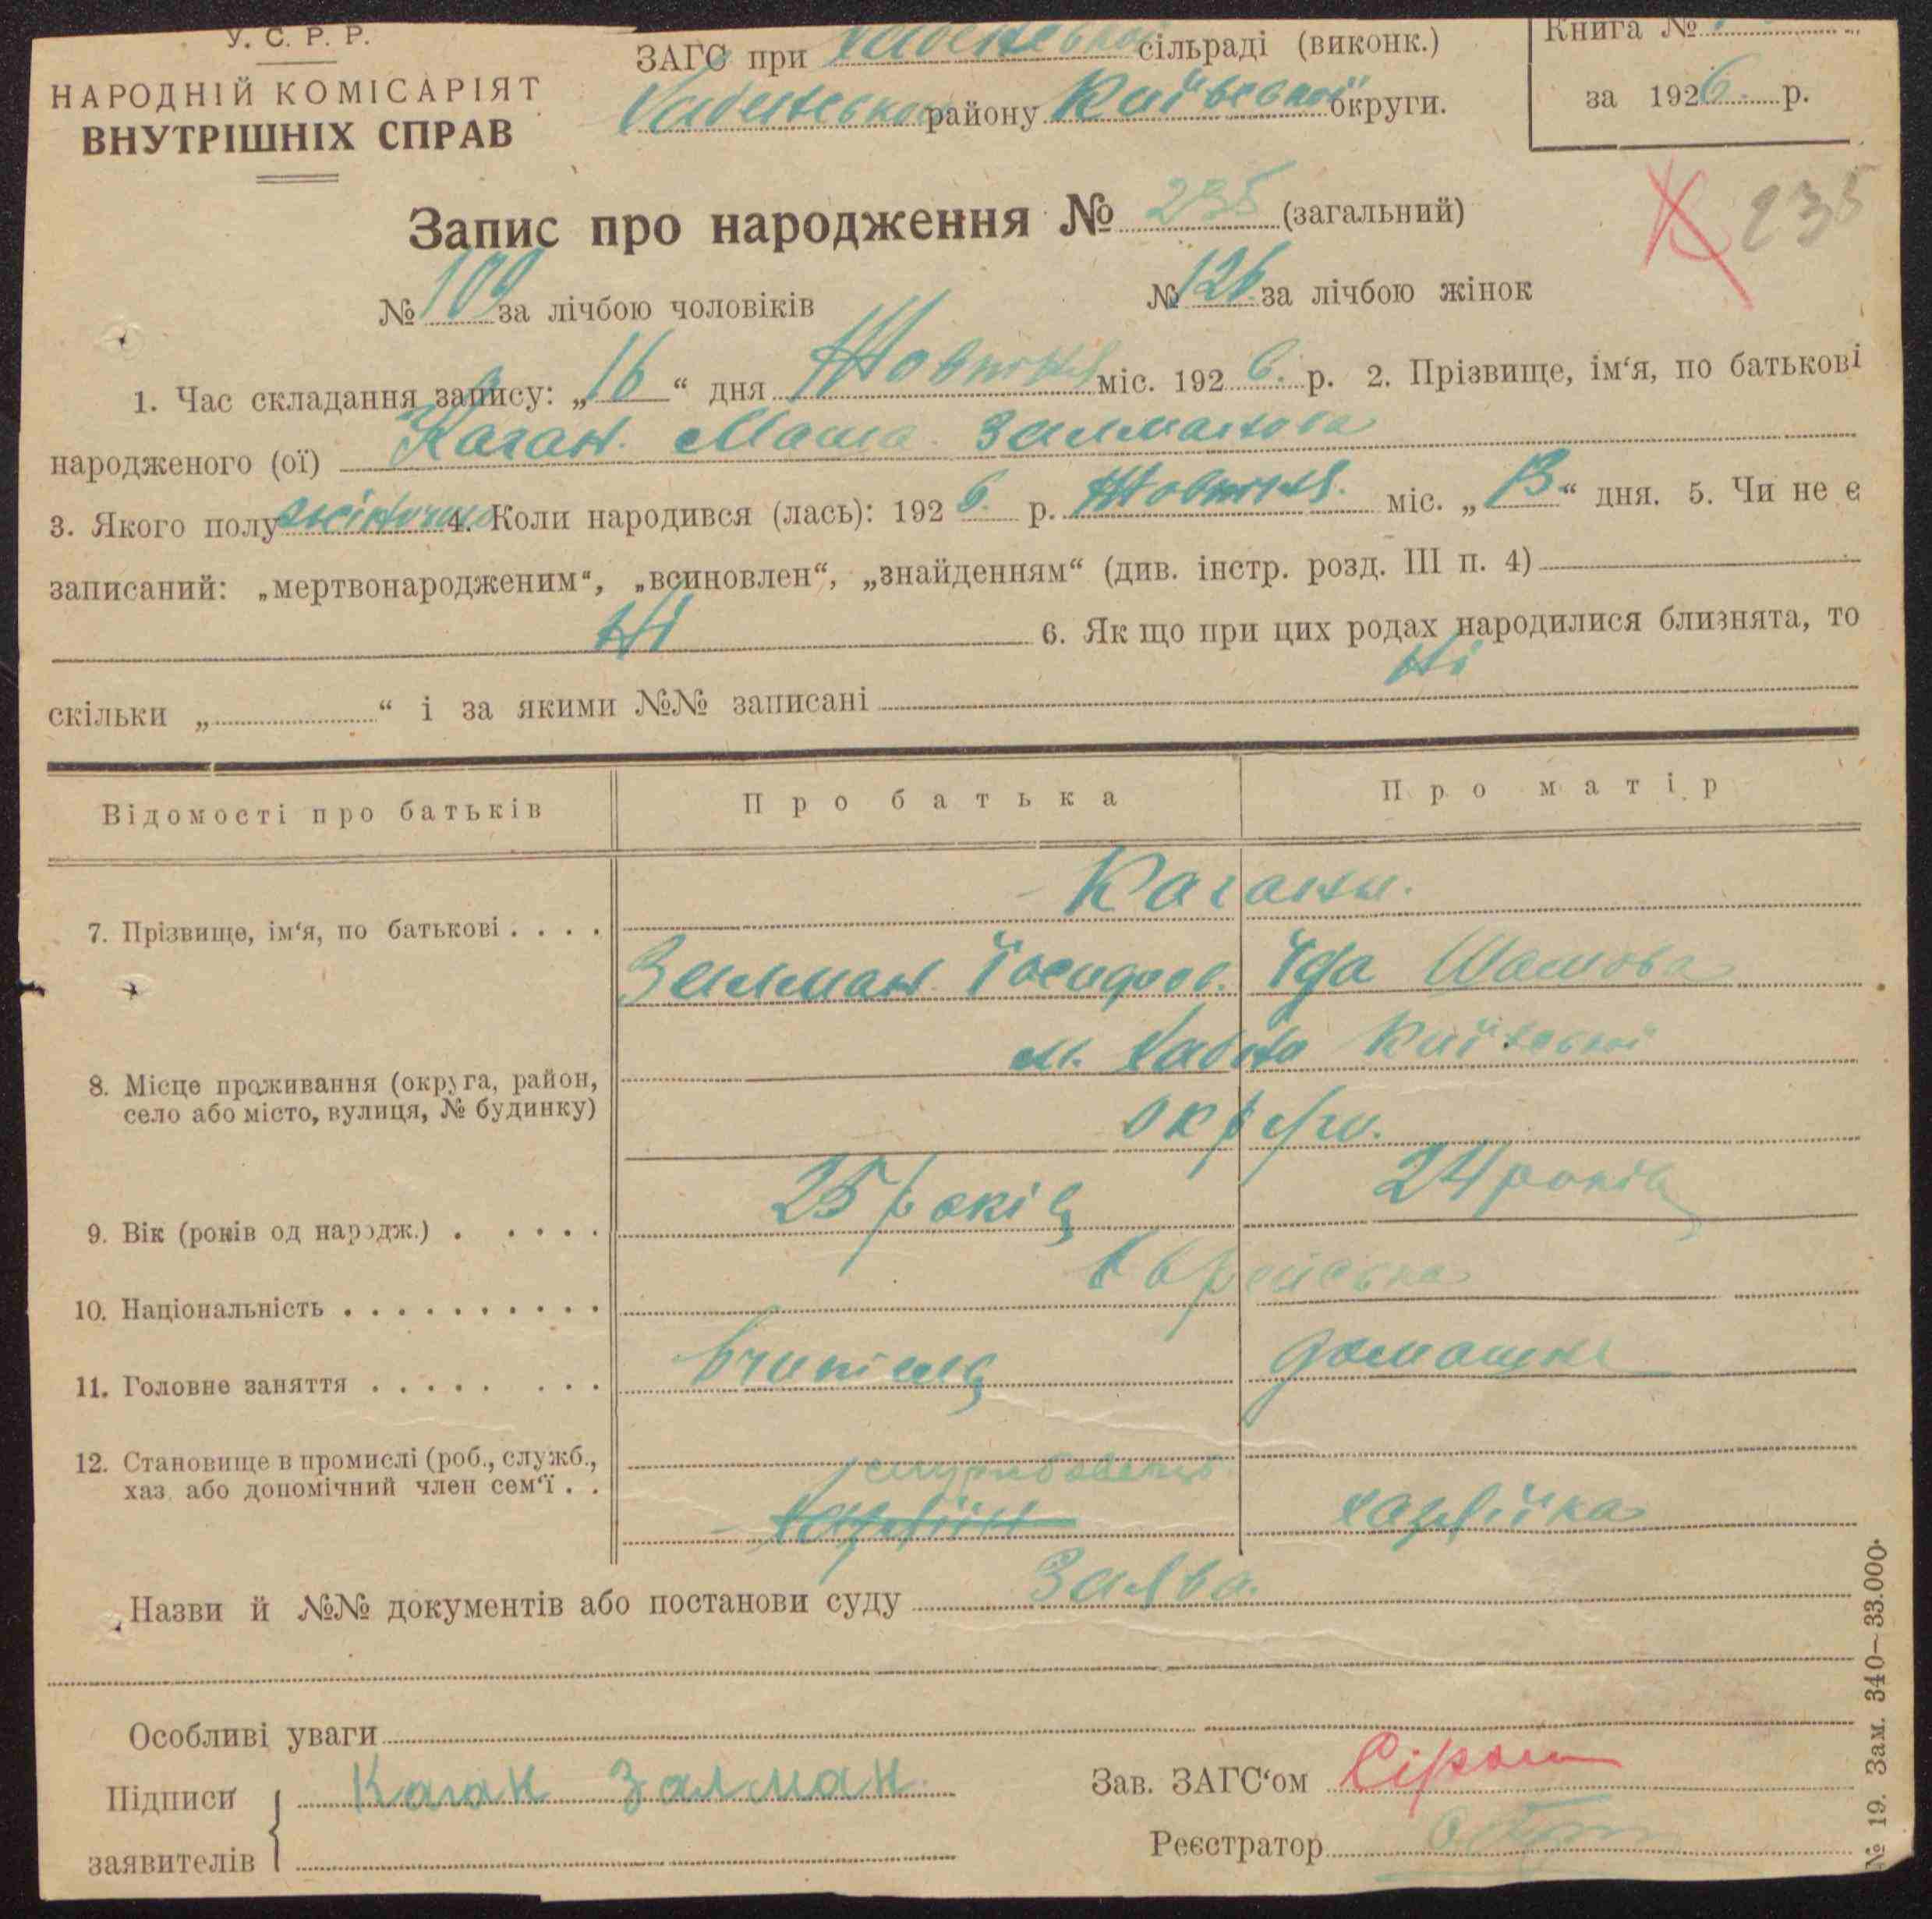 У. С. Р. Р.
НАРОДНІЙ КОМІСАРІЯТ
ВНУТРІШНІХ СПРАВ
ЗАГС при сільраді (виконк.)
району Київської округи.
Книга №
за 1926 р.
Запис про народження № 235 (загальний)
235
№ 109 за лічбою чоловіків № 126 за лічбою жінок
1. Час складання запису: „16“ дня Жовтня міс. 1926. р. 2. Прізвище, ім‘я, по батькові
народженого (ої) Каган. Маша Зилманова
3. Якого полу жіночого 4. Коли народився (лась): 1926. р. Жовтня. міс. „13“ дня. 5. Чи не є
записаний: „мертвонародженим“, „всиновлен“, „знайденням“ (див. інстр. розд. III п. 4)
Ні 6. Як що при цих родах народилися близнята, то
скільки „ “ і за якими №№ записані Ні
Відомості про батьків Про батька Про матір
7. Прізвище, ім‘я, по батькові . . . . Кагани.
Зилман Йосипов. Їда
8. Місце проживання (округа, район, м. Кабіта Київської
село або місто, вулиця, № будинку) округи.
9. Вік (років од народж.) . . . . . 25 років 24 років
10. Національність . . . . . . . . . . Єврейська
11. Головне заняття . . . . . . . . домашнє
12. Становище в промислі (роб., служб.,
хаз. або допомічний член сем‘ї . . хазяїн хазяйка
Назви й №№ документів або постанови суду Заява.
Особливі уваги
Підписи Каган Залман Зав. ЗАГС‘ом
заявителів Реєстратор
№ 19. Зам. 340—33.000.